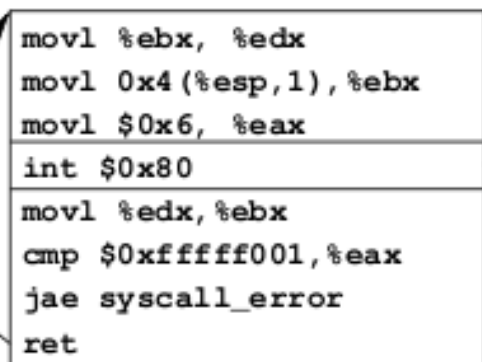 movl %ebx, %edx
movl 0x4(%esp,1),%ebx
movl $0x6, %eax
int $0x80
movl %edx,%ebx
cmp $0xfffff001,%eax
jae syscall_error
ret